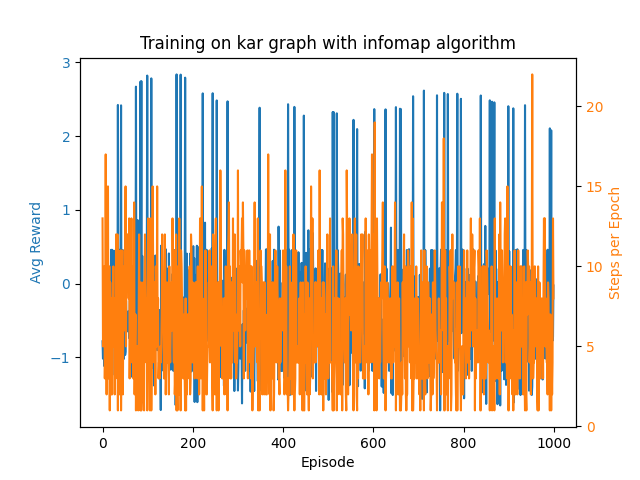 Training on kar graph with infomap algorithm
3
2
1
0
−1
Avg Reward
20
15
10
5
0
Steps per Epoch
0 200 400 600 800 1000
Episode